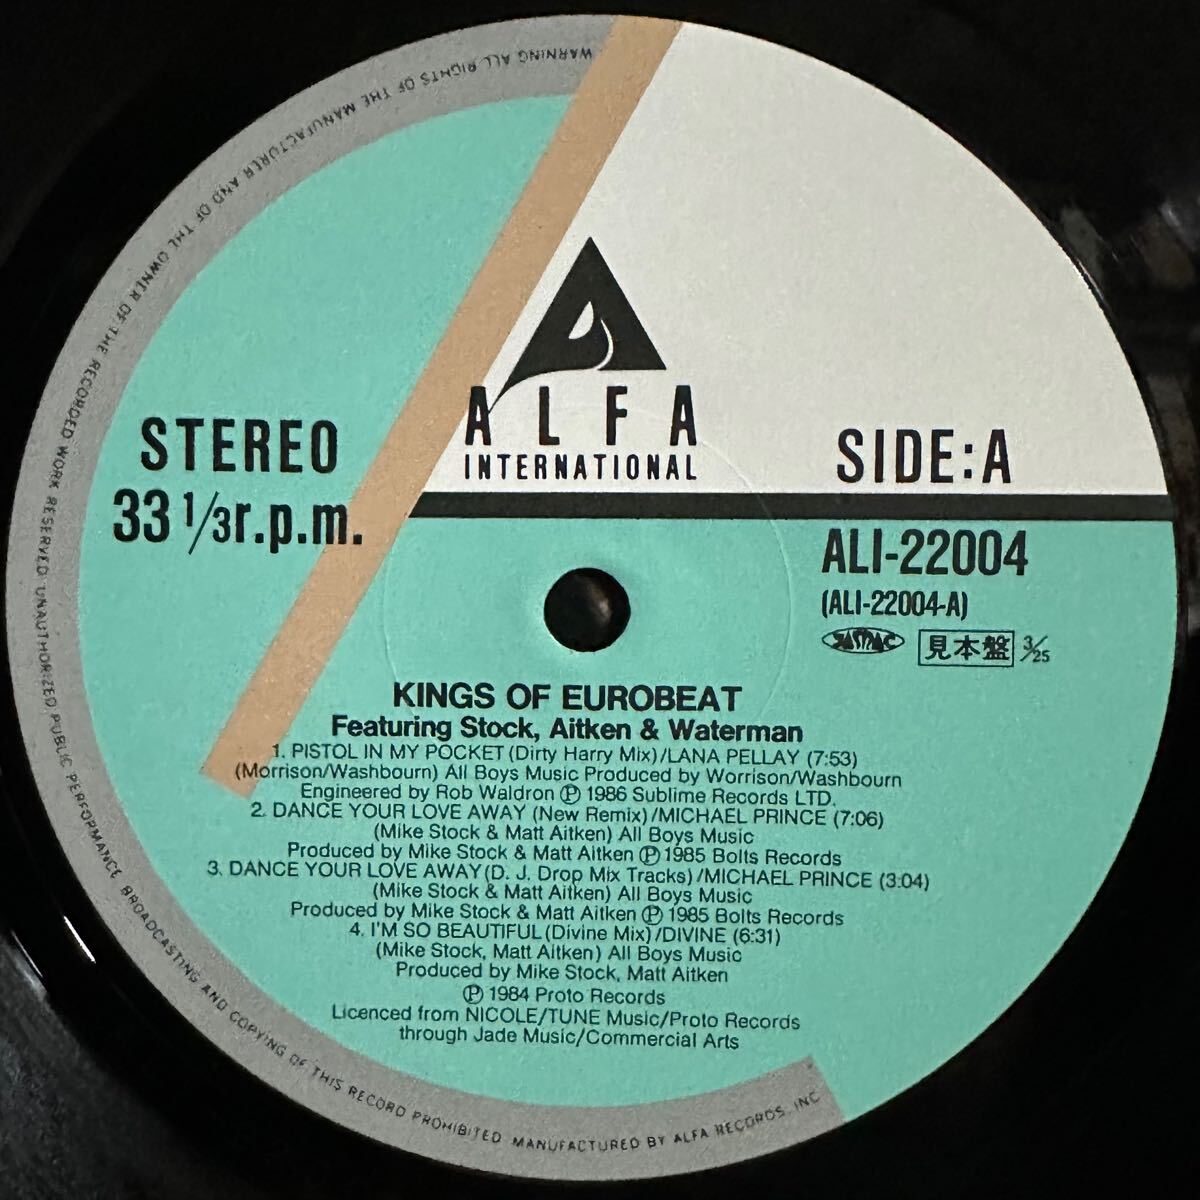 WARNING ALL RIGHTS OF THE MANUFACTURER AND OF THE OWNER OF THE RECORDED WORK RESERVED. UNAUTHORIZED PUBLIC PERFORMANCE BROADCASTING AND COPYING OF THIS RECORD PROHIBITED MANUFACTURED BY ALFA RECORDS, INC.
ALFA
INTERNATIONAL
STEREO
33 1/3 r.p.m.
SIDE:A
ALI-22004
(ALI-22004-A)
見本盤 3/25
KINGS OF EUROBEAT
Featuring Stock, Aitken & Waterman
1. PISTOL IN MY POCKET (Dirty Harry Mix)/LANA PELLAY (7:53)
(Morrison/Washbourn) All Boys Music Produced by Worrison/Washbourn
Engineered by Rob Waldron Ⓟ 1986 Sublime Records LTD.
2. DANCE YOUR LOVE AWAY (New Remix)/MICHAEL PRINCE (7:06)
(Mike Stock & Matt Aitken) All Boys Music
Produced by Mike Stock & Matt Aitken Ⓟ 1985 Bolts Records
3. DANCE YOUR LOVE AWAY (D. J. Drop Mix Tracks)/MICHAEL PRINCE (3:04)
(Mike Stock & Matt Aitken) All Boys Music
Produced by Mike Stock & Matt Aitken Ⓟ 1985 Bolts Records
4. I'M SO BEAUTIFUL (Divine Mix)/DIVINE (6:31)
(Mike Stock, Matt Aitken) All Boys Music
Produced by Mike Stock, Matt Aitken
Ⓟ 1984 Proto Records
Licenced from NICOLE/TUNE Music/Proto Records
through Jade Music/Commercial Arts